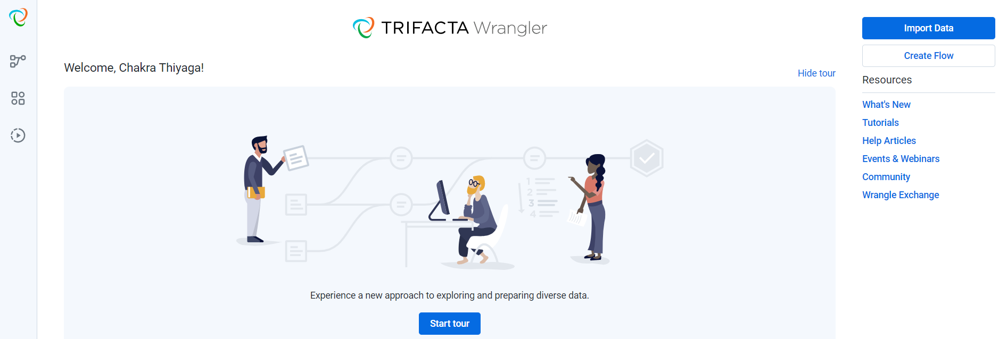 TRIFACTA Wrangler
Welcome, Chakra Thiyaga!
Hide tour
1
2
3
4
Experience a new approach to exploring and preparing diverse data.
Start tour
Import Data
Create Flow
Resources
What's New
Tutorials
Help Articles
Events & Webinars
Community
Wrangle Exchange